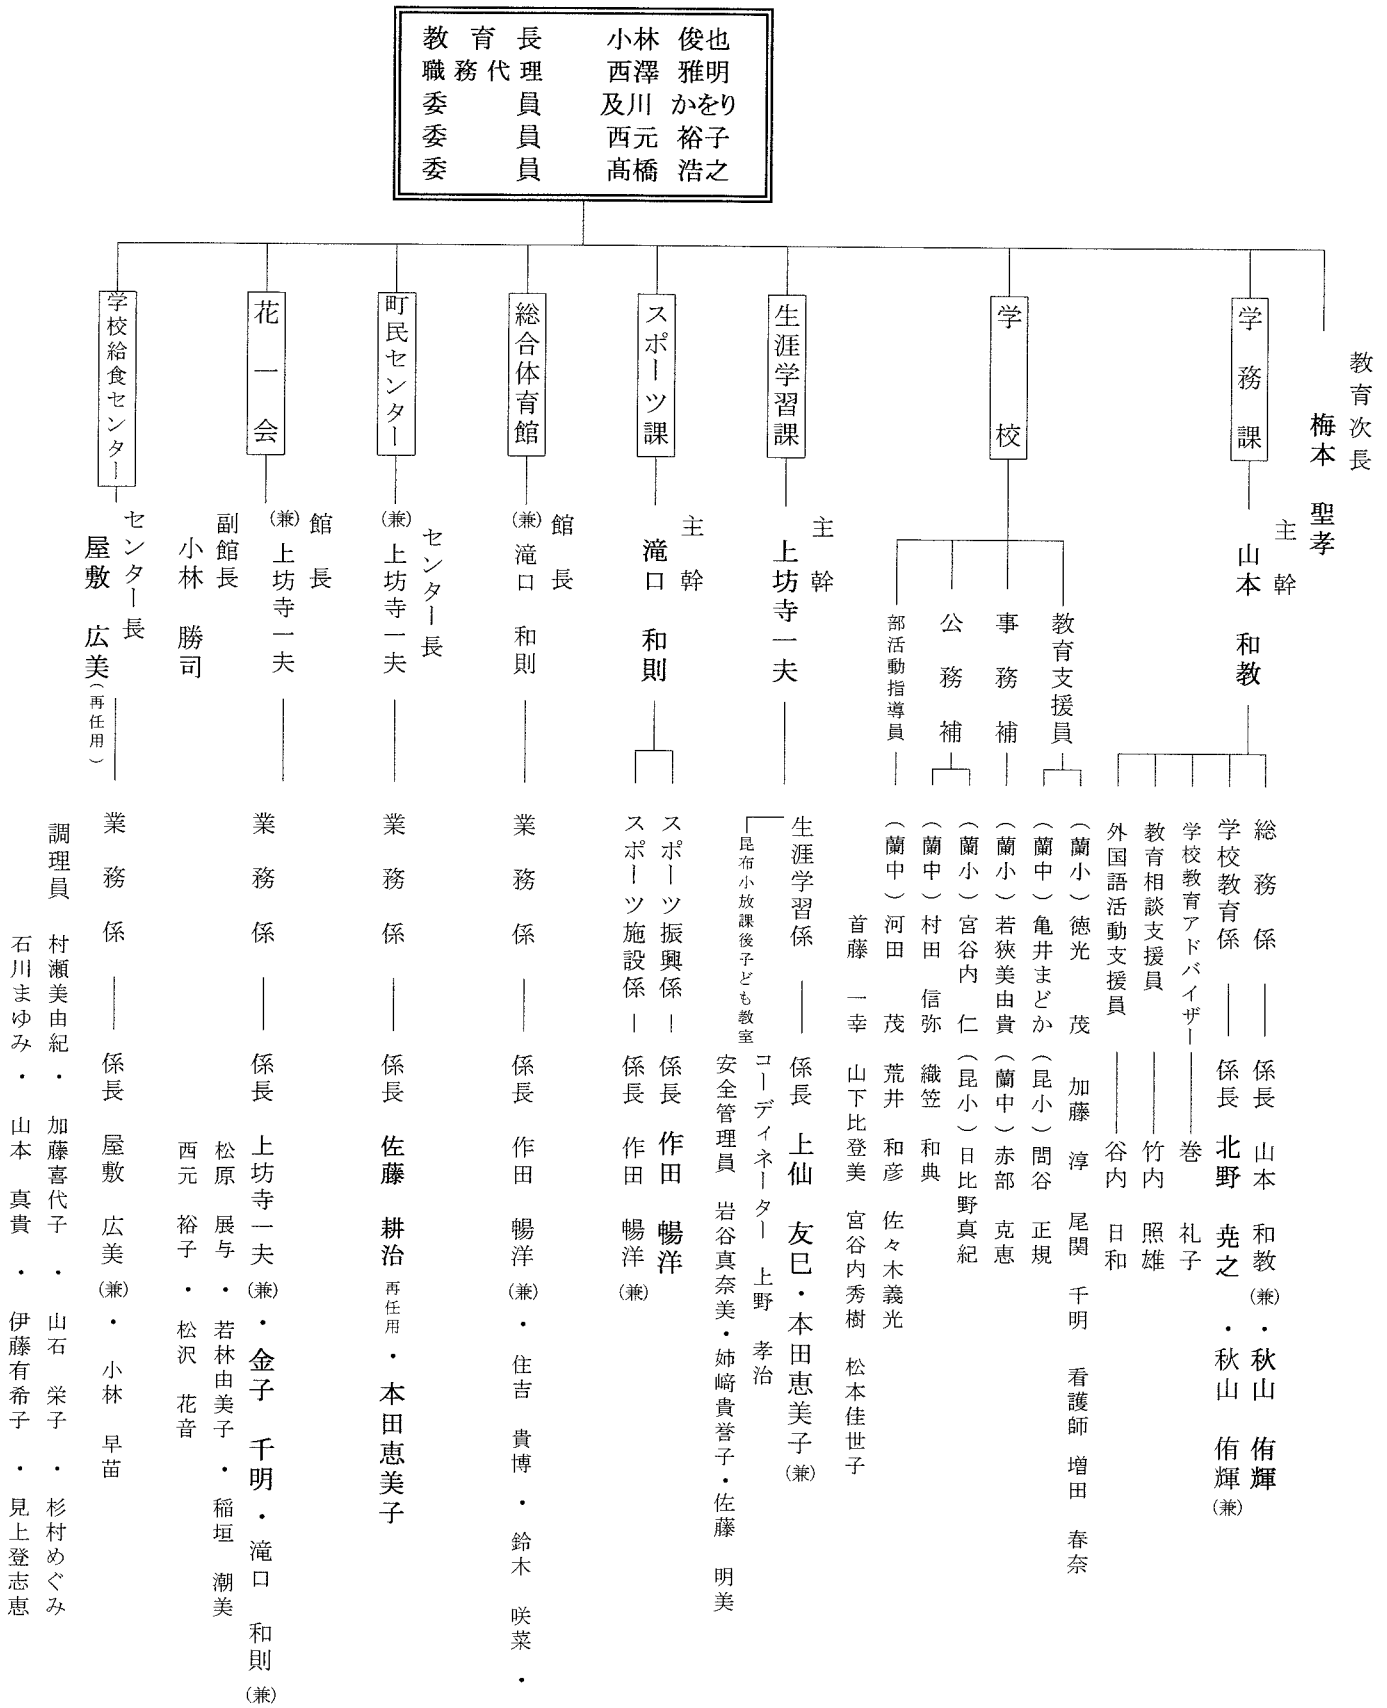 教育長 小林 俊也
職務代理 西澤 雅明
委員 及川 かをり
委員 西元 裕子
委員 髙橋 浩之
教育次長
梅本 聖孝
学務課
主幹
山本 和教
総務係 係長 山本 和教(兼)・秋山 侑輝
学校教育係 係長 北野 尭之・秋山 侑輝(兼)
学校教育アドバイザー 巻 礼子
教育相談支援員 竹内 照雄
外国語活動支援員 谷内 日和
学校
教育支援員
(蘭小)徳光 茂 加藤 淳 尾関 千明 看護師 増田 春奈
(蘭中)亀井まどか(昆小)問谷 正規
事務補
(蘭小)若狹美由貴(蘭中)赤部 克恵
公務補
(蘭小)宮谷内 仁(昆小)日比野真紀
(蘭中)村田 信弥 織笠 和典
部活動指導員
(蘭中)河田 茂 荒井 和彦 佐々木義光
首藤 一幸 山下比登美 宮谷内秀樹 松本佳世子
生涯学習課
主幹
上坊寺一夫
生涯学習係 係長 上仙 友巳・本田恵美子(兼)
昆布小放課後子ども教室 コーディネーター 上野 孝治
安全管理員 岩谷真奈美・姉﨑貴誉子・佐藤 明美
スポーツ課
主幹
滝口 和則
スポーツ振興係 係長 作田 暢洋
スポーツ施設係 係長 作田 暢洋(兼)
総合体育館
館長
(兼)滝口 和則
業務係 係長 作田 暢洋(兼)・住吉 貴博・鈴木 咲菜・
町民センター
センター長
(兼)上坊寺一夫
業務係 係長 佐藤 耕治 再任用・本田恵美子
花一会
館長
(兼)上坊寺一夫
副館長
小林 勝司
業務係 係長 上坊寺一夫(兼)・金子 千明・滝口 和則(兼)
松原 展与・若林由美子・稲垣 潮美
西元 裕子・松沢 花音
学校給食センター
センター長
屋敷 広美(再任用)
業務係 係長 屋敷 広美(兼)・小林 早苗
調理員 村瀬美由紀・加藤喜代子・山石 栄子・杉村めぐみ
石川まゆみ・山本 真貴・伊藤有希子・見上登志恵